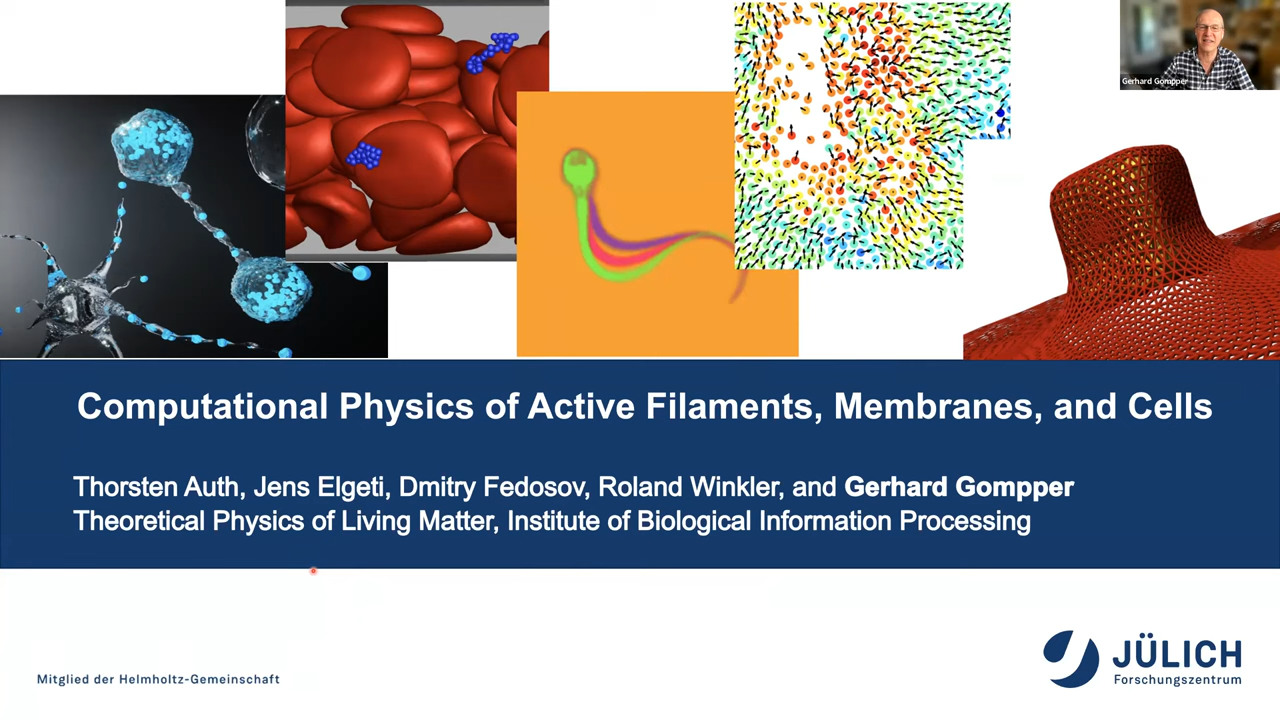 Gerhard Gompper
Computational Physics of Active Filaments, Membranes, and Cells
Thorsten Auth, Jens Elgeti, Dmitry Fedosov, Roland Winkler, and Gerhard Gompper
Theoretical Physics of Living Matter, Institute of Biological Information Processing
Mitglied der Helmholtz-Gemeinschaft
JÜLICH
Forschungszentrum